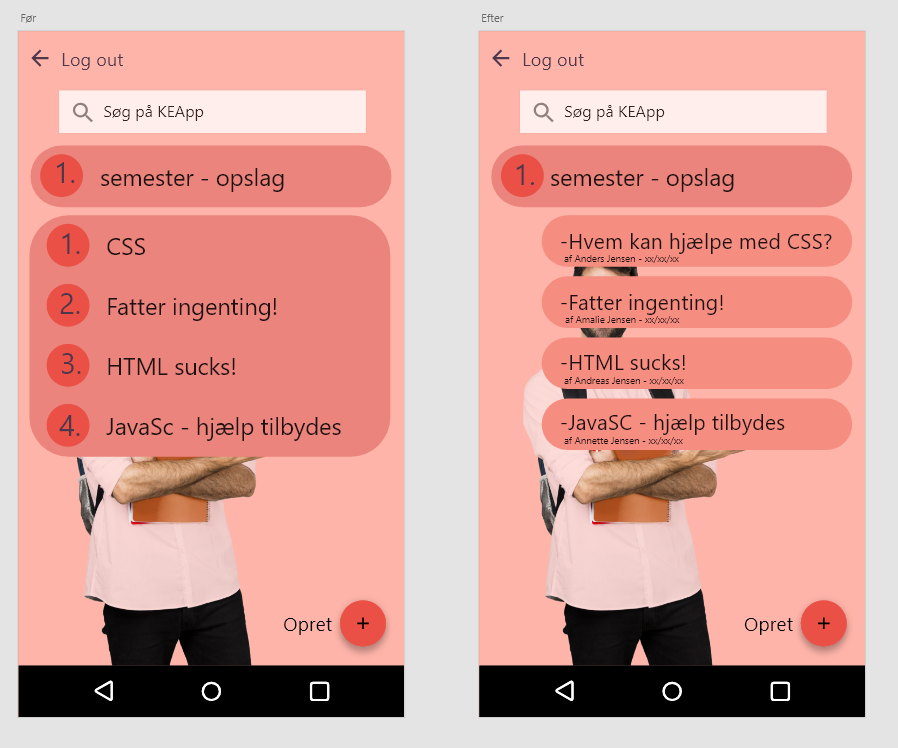 Før
Log out
Søg på KEApp
1. semester - opslag
1. CSS
2. Fatter ingenting!
3. HTML sucks!
4. JavaSc - hjælp tilbydes
Opret +
Efter
Log out
Søg på KEApp
1. semester - opslag
-Hvem kan hjælpe med CSS?
af Anders Jensen - xx/xx/xx
-Fatter ingenting!
af Amalie Jensen - xx/xx/xx
-HTML sucks!
af Andreas Jensen - xx/xx/xx
-JavaSC - hjælp tilbydes
af Annette Jensen - xx/xx/xx
Opret +